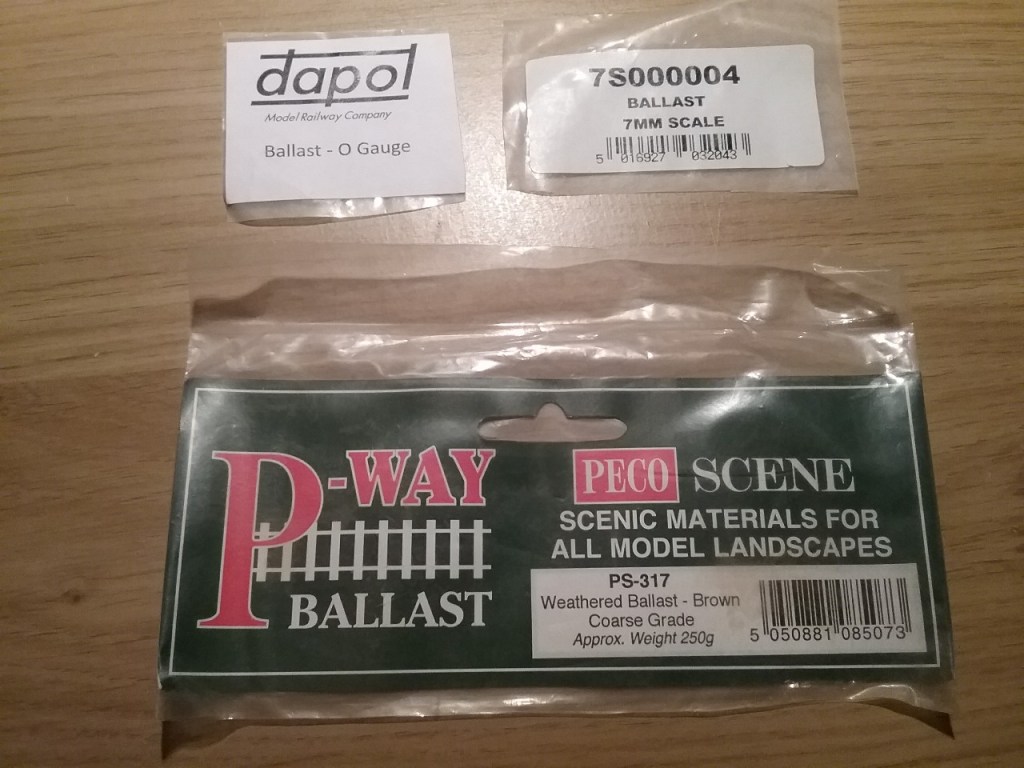 dapol
Model Railway Company
Ballast - O Gauge
7S000004
BALLAST
7MM SCALE
5 016927 032043
P-WAY
BALLAST
PECO SCENE
SCENIC MATERIALS FOR
ALL MODEL LANDSCAPES
PS-317
Weathered Ballast - Brown
Coarse Grade
Approx. Weight 250g
5 050881 085073